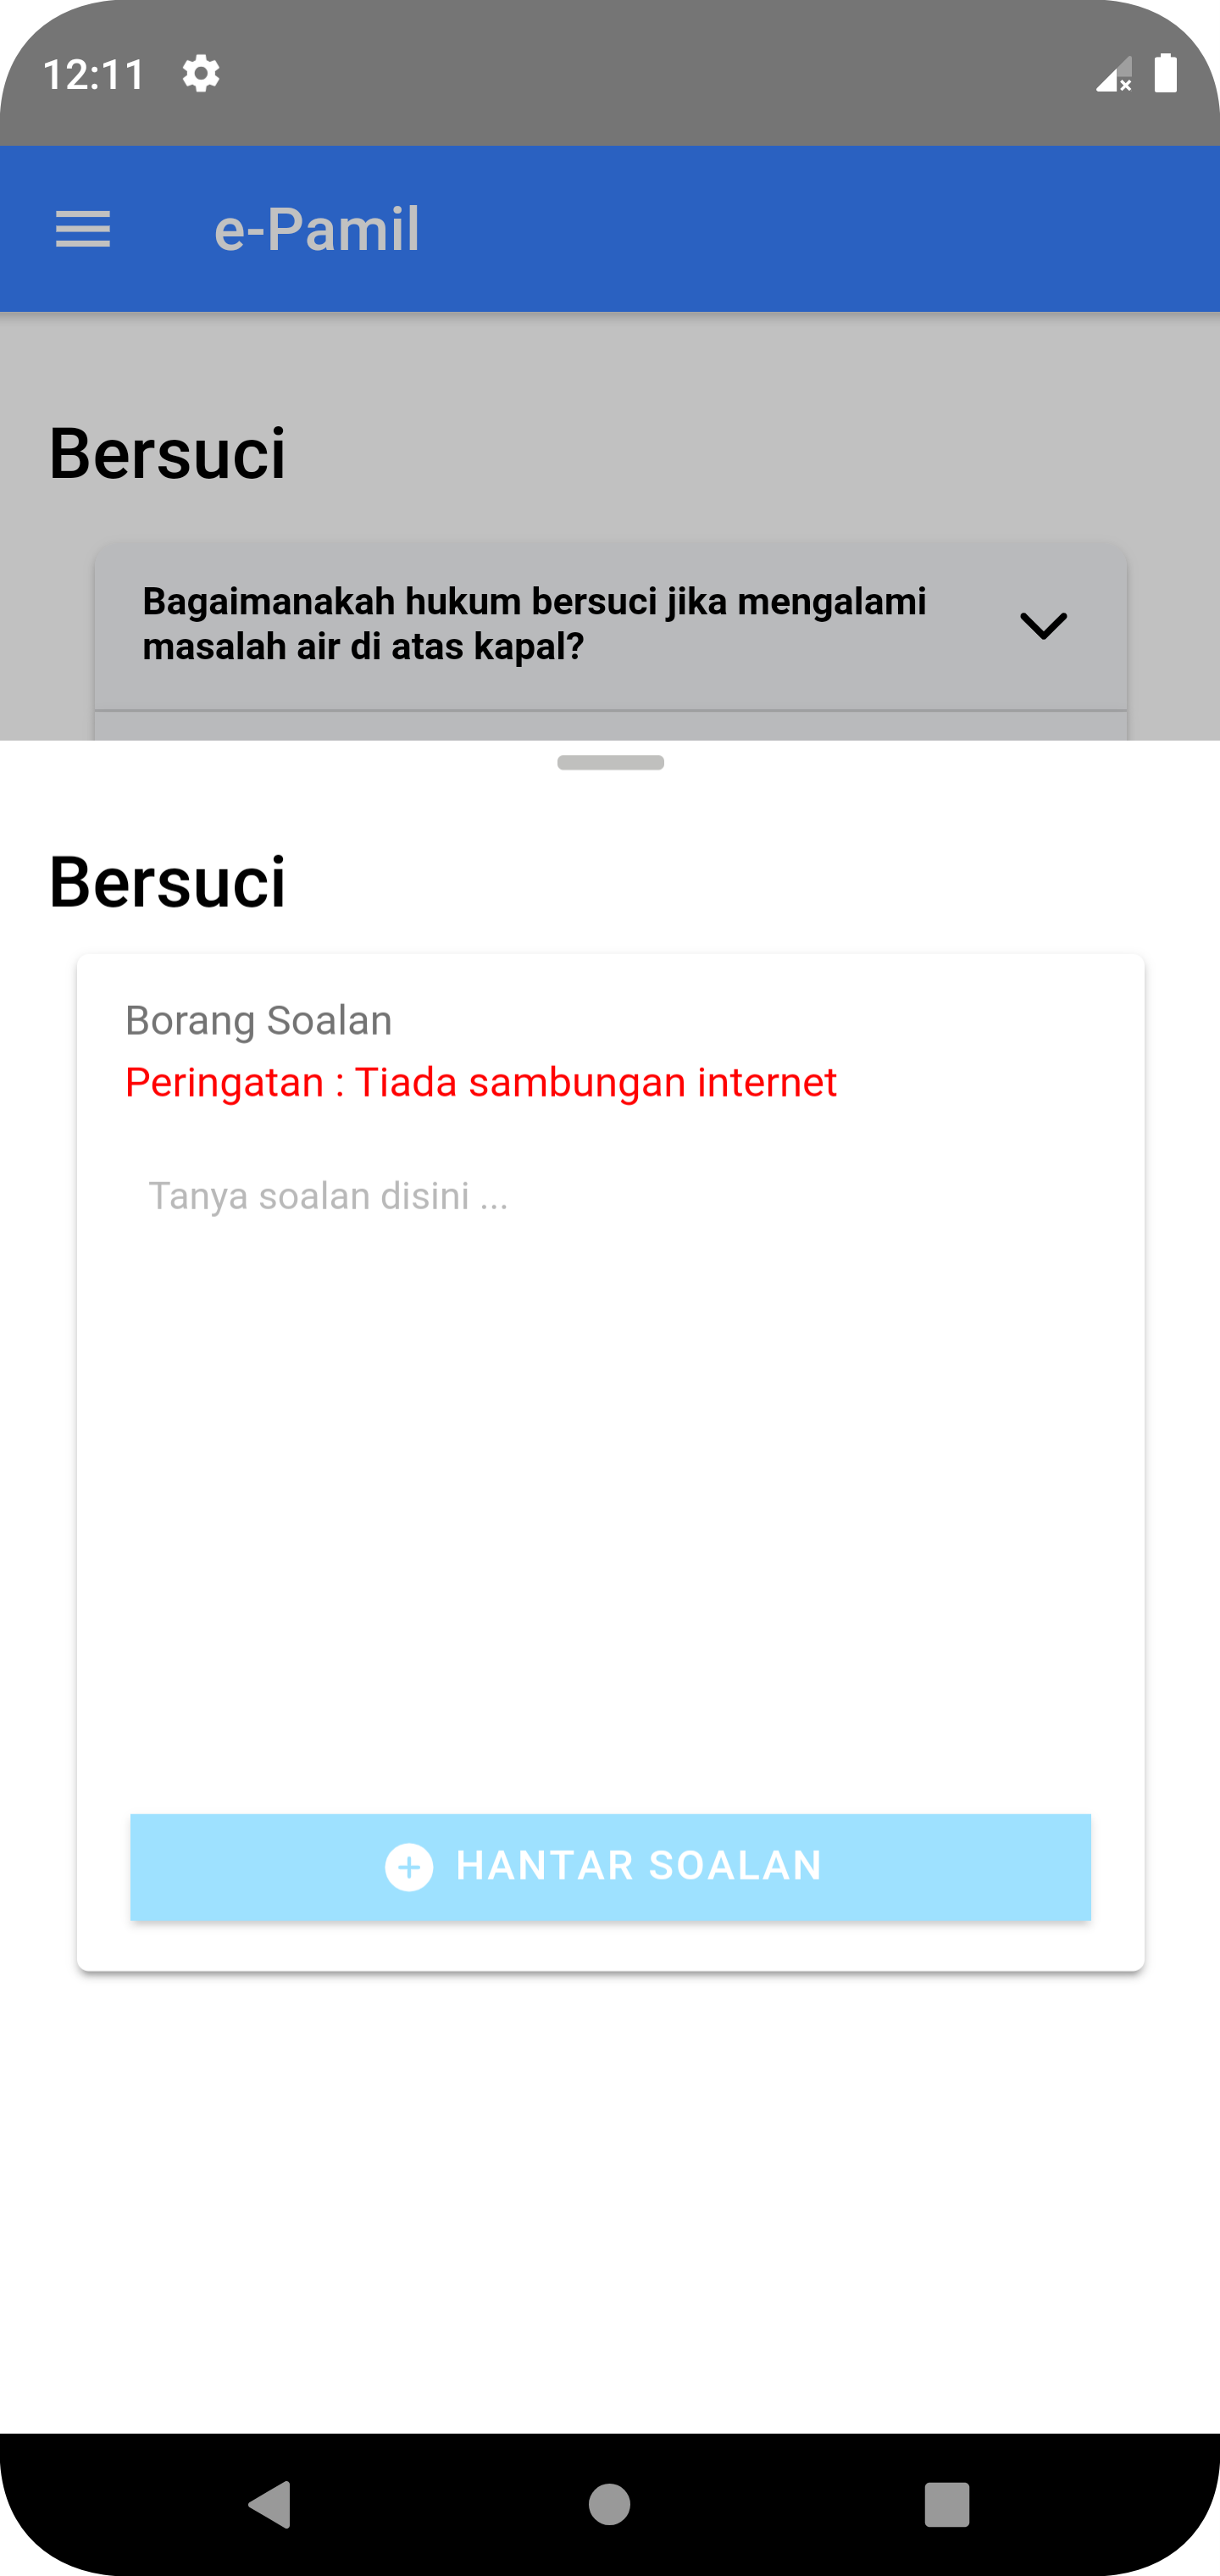 12:11
e-Pamil
Bersuci
Bagaimanakah hukum bersuci jika mengalami
masalah air di atas kapal?
Bersuci
Borang Soalan
Peringatan : Tiada sambungan internet
Tanya soalan disini ...
HANTAR SOALAN